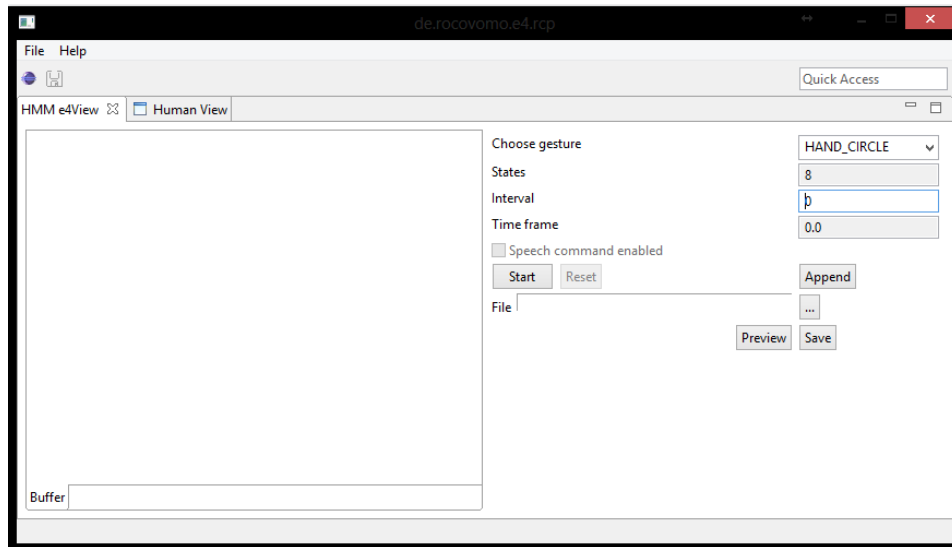 de.rocovomo.e4.rcp
File Help
Quick Access
HMM e4View Human View
Choose gesture HAND_CIRCLE
States 8
Interval 0
Time frame 0.0
Speech command enabled
Start Reset Append
File ...
Preview Save
Buffer